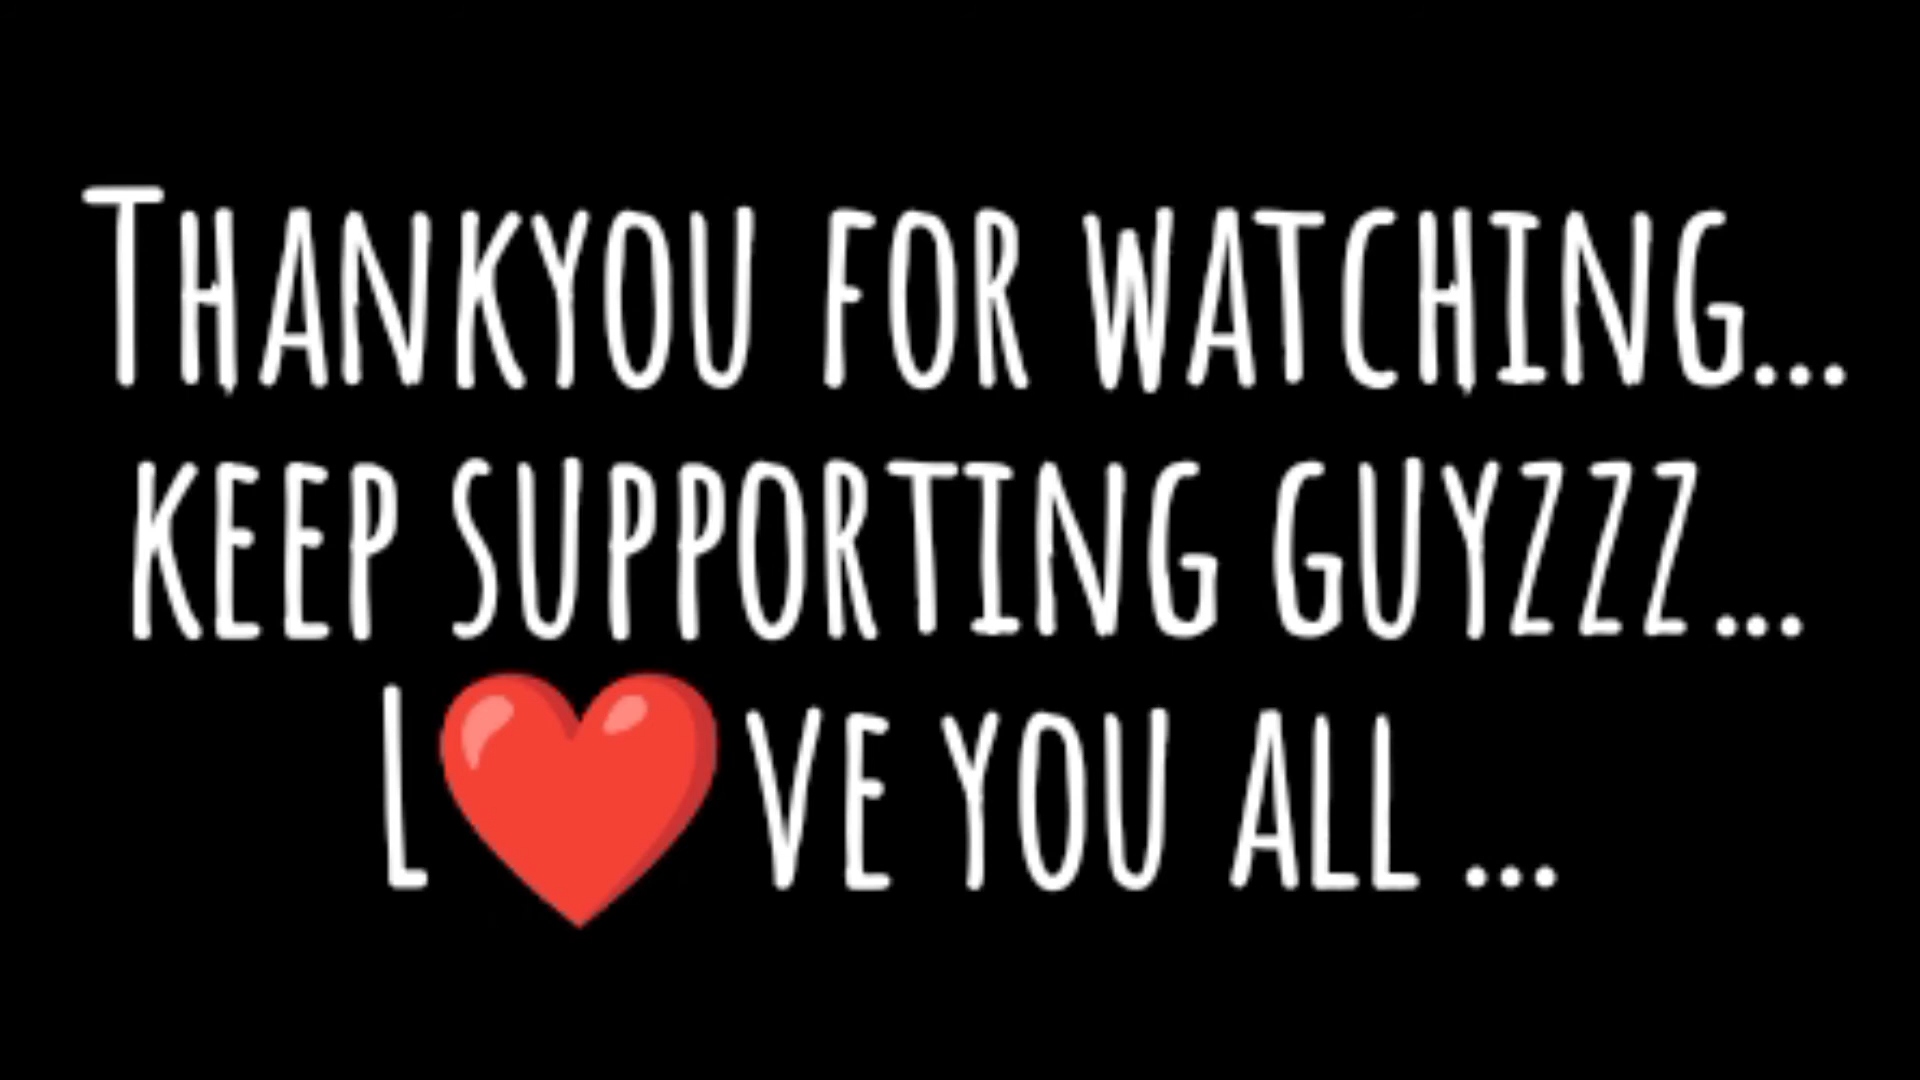 Thankyou for watching...
keep supporting guyzzz...
L❤️ve you all ...